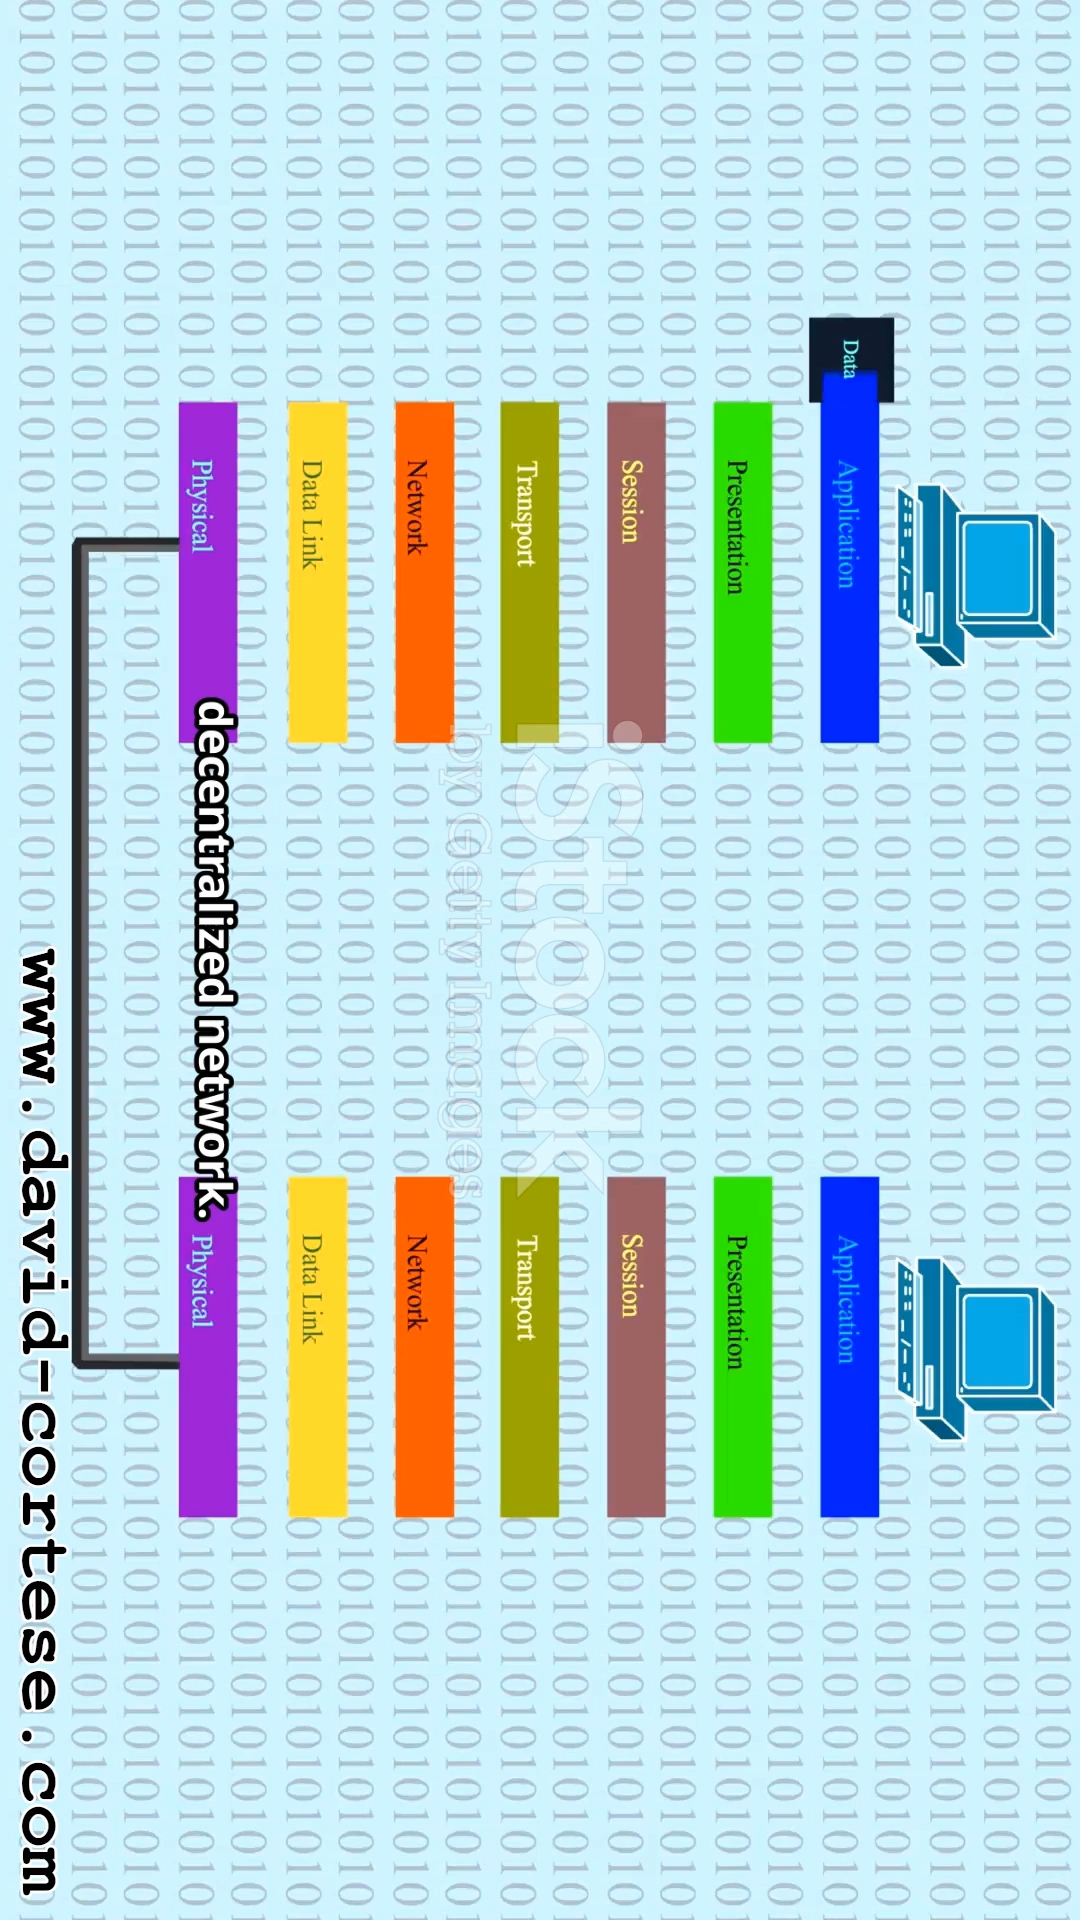 Data
Application
Application
Presentation
Presentation
Session
Session
Transport
Transport
Network
Network
Data Link
Data Link
Physical
Physical
iStock
by Getty Images
decentralized network.
www.david-cortese.com